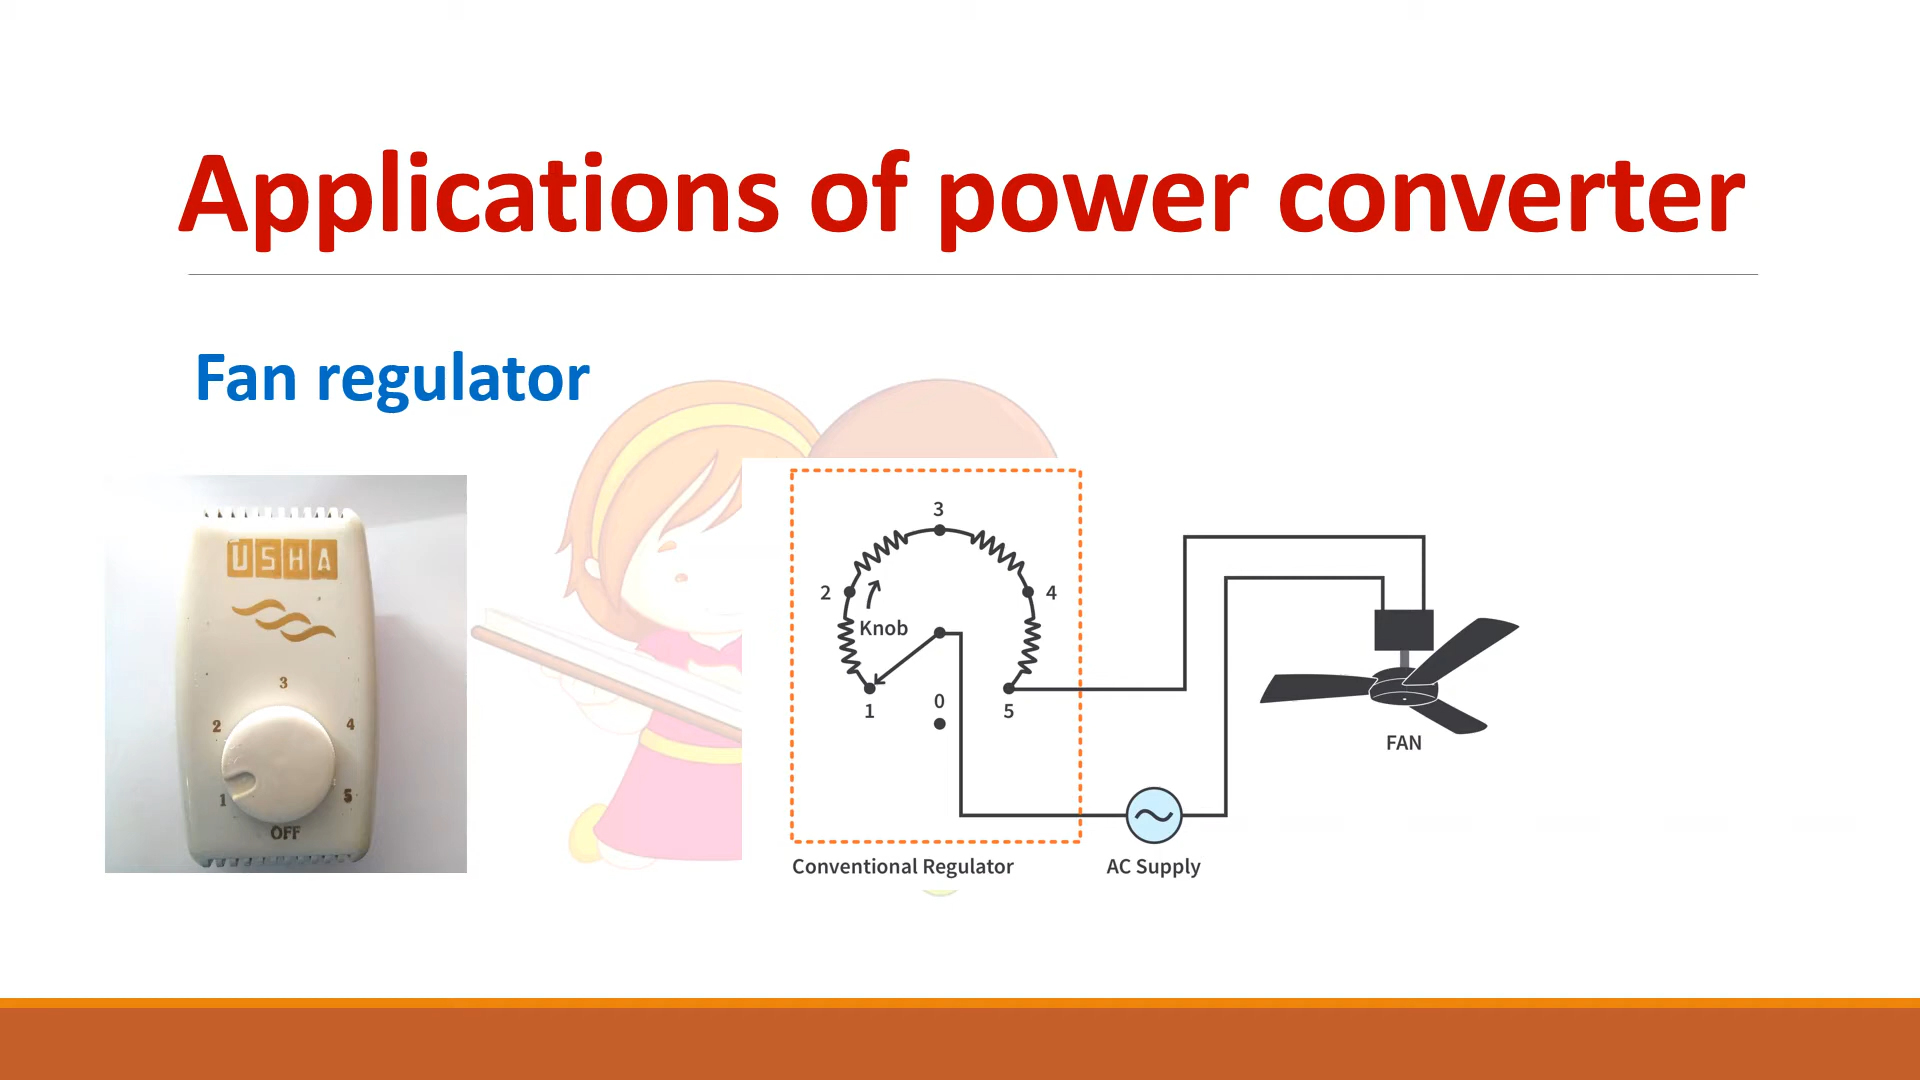 Applications of power converter
Fan regulator
USHA
3
2
4
1
5
OFF
3
2
4
Knob
1
0
5
FAN
Conventional Regulator
AC Supply